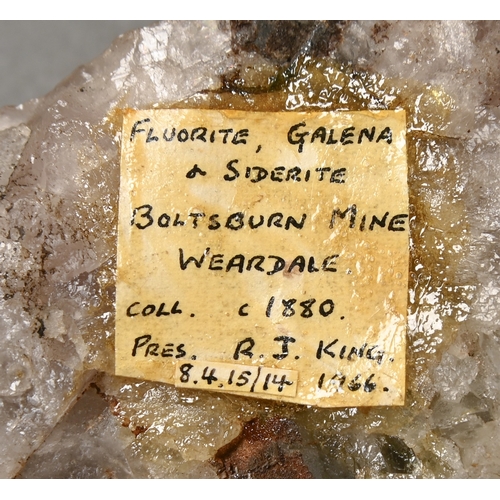 FLUORITE, GALENA
& SIDERITE
BOLTSBURN MINE
WEARDALE.
COLL. c 1880.
PRES. R. J. KING.
8.4.15/14 1966.